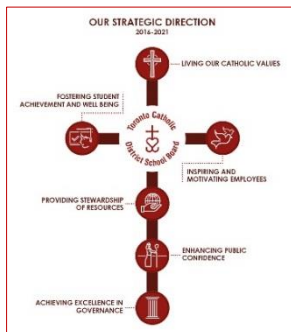 OUR STRATEGIC DIRECTION
2016-2021
LIVING OUR CATHOLIC VALUES
FOSTERING STUDENT
ACHIEVEMENT AND WELL BEING
Toronto Catholic
District School Board
INSPIRING AND
MOTIVATING EMPLOYEES
PROVIDING STEWARDSHIP
OF RESOURCES
ENHANCING PUBLIC
CONFIDENCE
ACHIEVING EXCELLENCE IN
GOVERNANCE